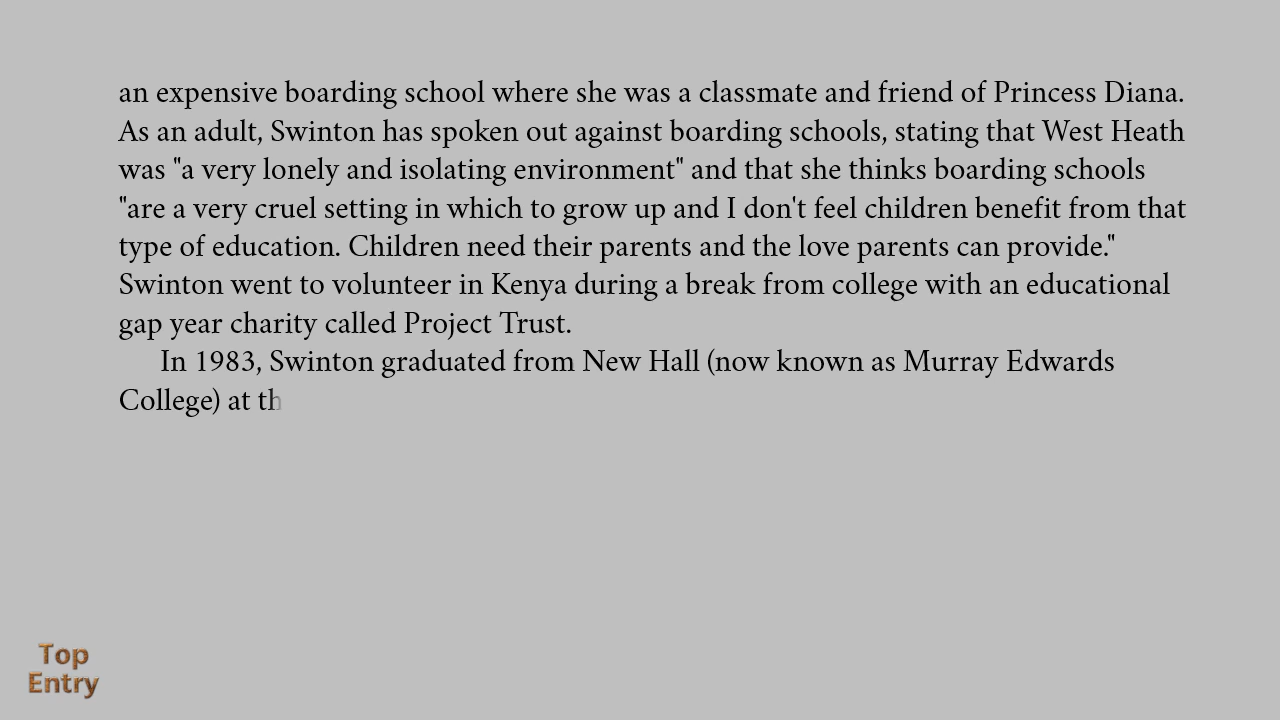 an expensive boarding school where she was a classmate and friend of Princess Diana.
As an adult, Swinton has spoken out against boarding schools, stating that West Heath
was "a very lonely and isolating environment" and that she thinks boarding schools
"are a very cruel setting in which to grow up and I don't feel children benefit from that
type of education. Children need their parents and the love parents can provide."
Swinton went to volunteer in Kenya during a break from college with an educational
gap year charity called Project Trust.
In 1983, Swinton graduated from New Hall (now known as Murray Edwards
College) at th
Top
Entry